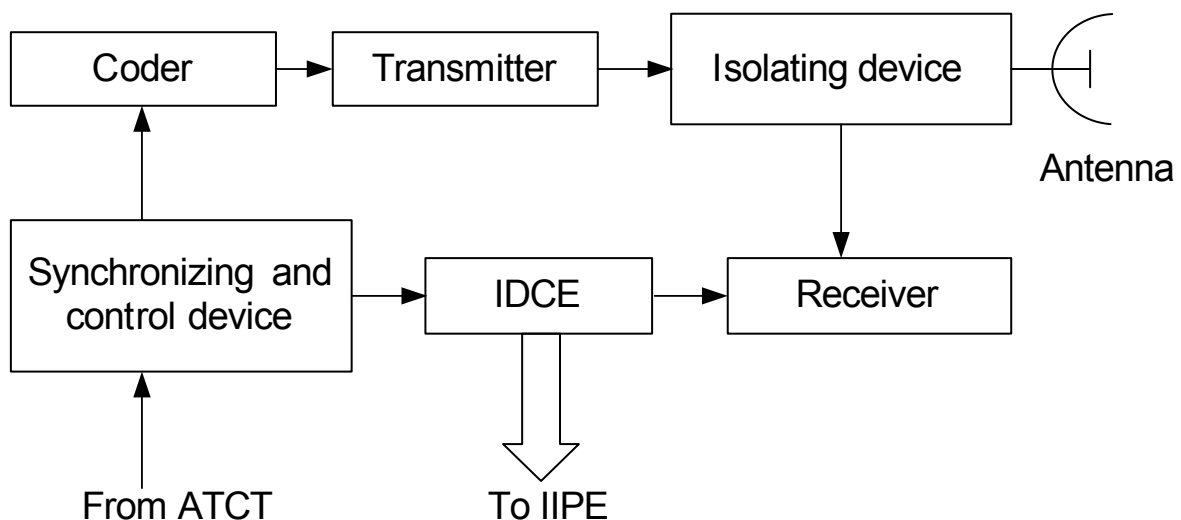 Coder
Transmitter
Isolating device
Antenna
Synchronizing and
control device
IDCE
Receiver
From ATCT
To IIPE